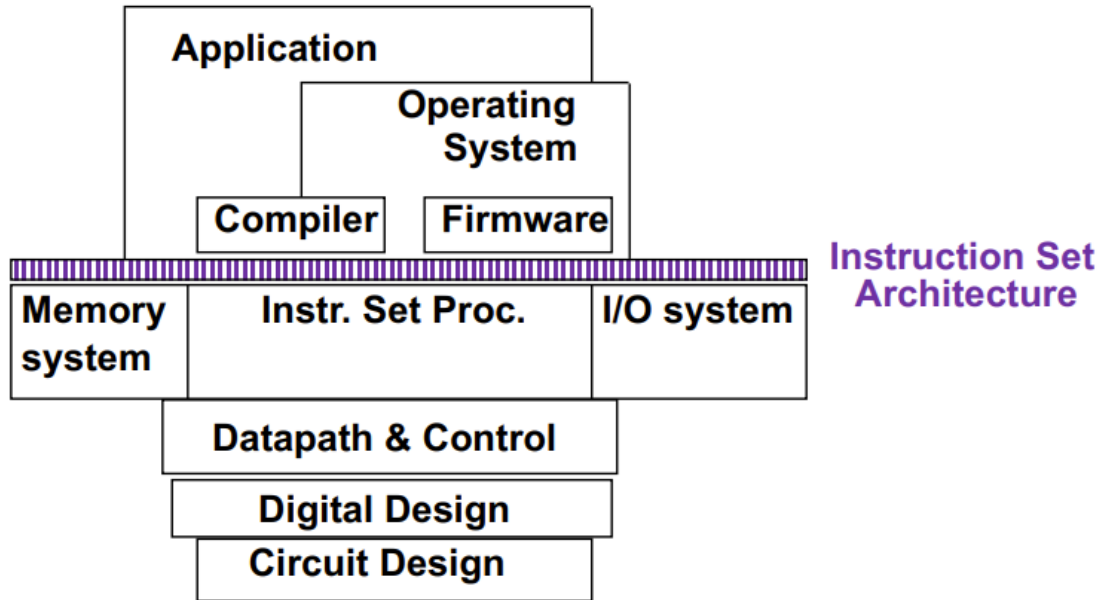 Application
Operating
System
Compiler
Firmware
Instruction Set
Architecture
Memory
system
Instr. Set Proc.
I/O system
Datapath & Control
Digital Design
Circuit Design